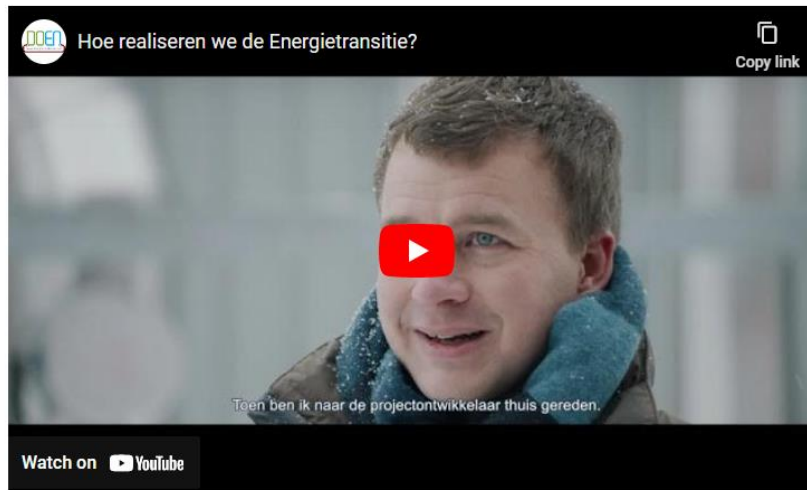 DOEN
Hoe realiseren we de Energietransitie?
Copy link
Toen ben ik naar de projectontwikkelaar thuis gereden.
Watch on YouTube